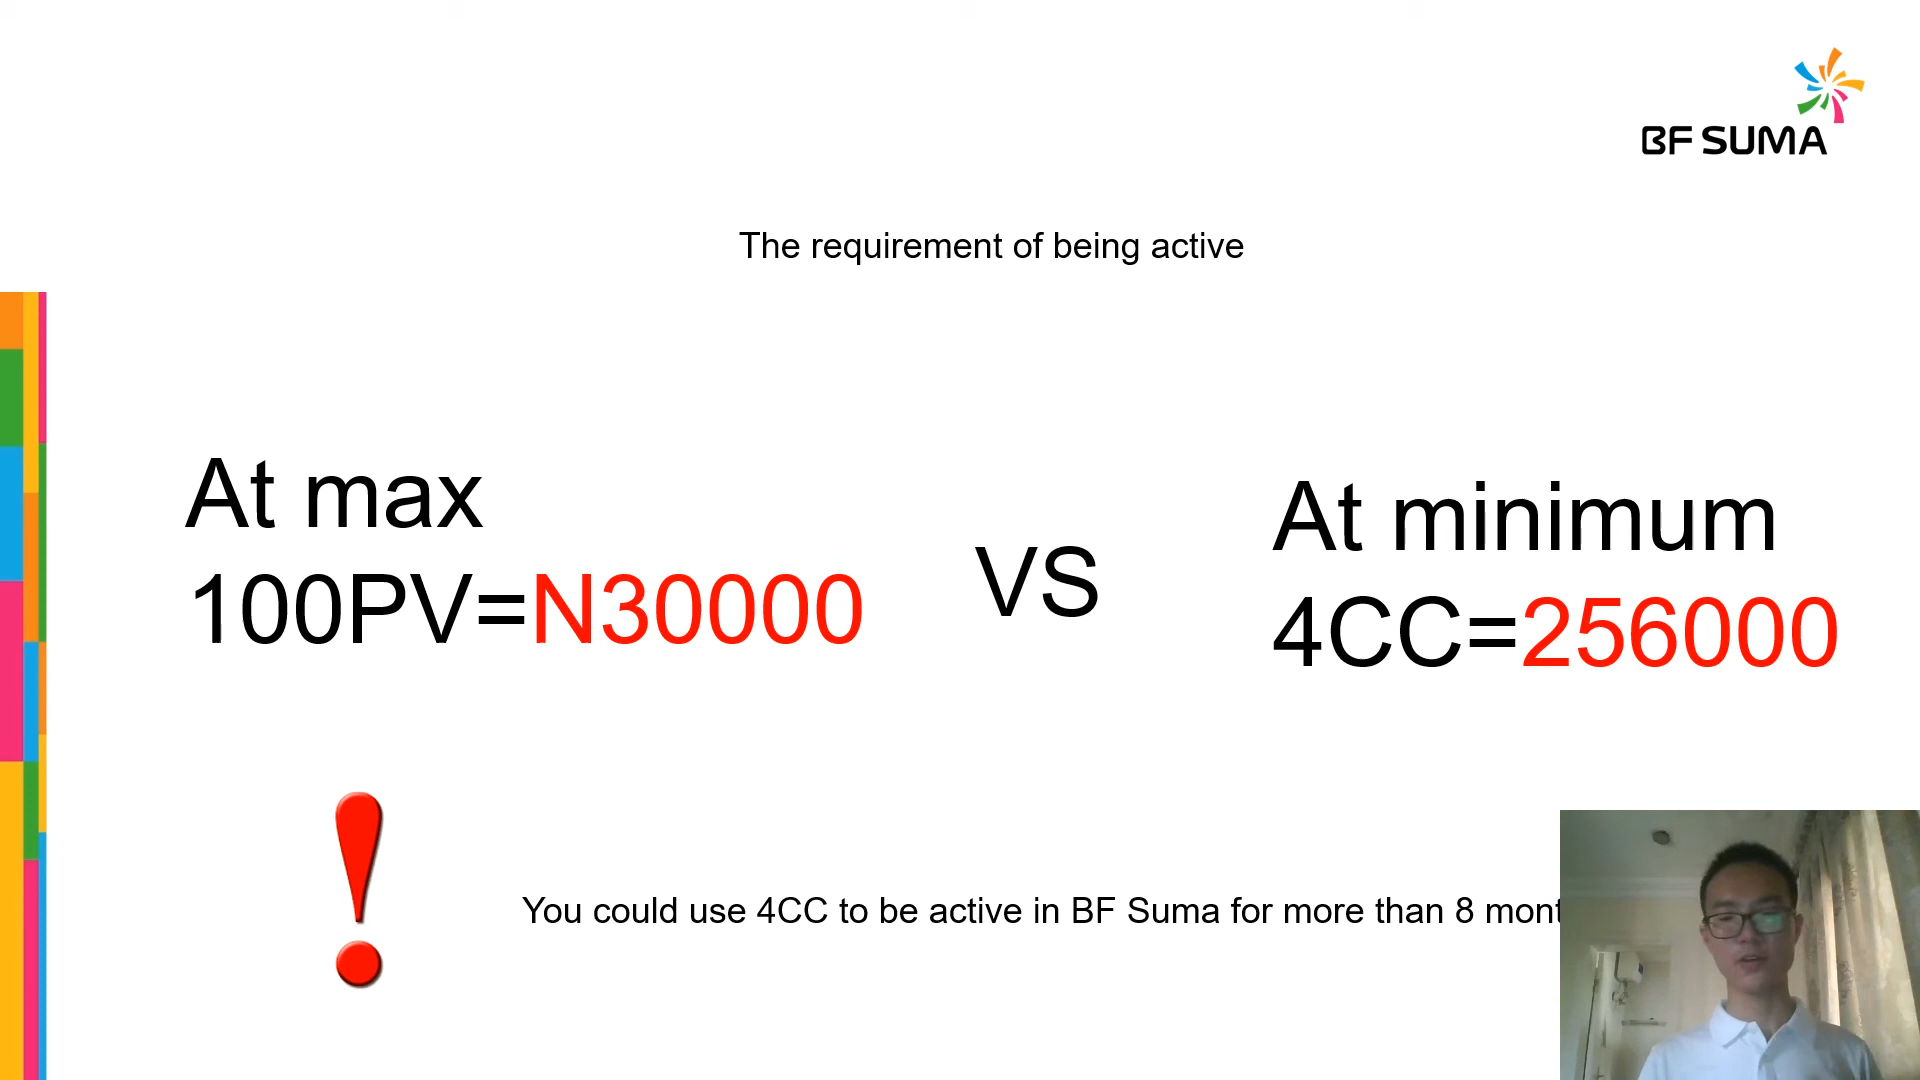 BF SUMA
The requirement of being active
At max
100PV=N30000
VS
At minimum
4CC=256000
You could use 4CC to be active in BF Suma for more than 8 mont